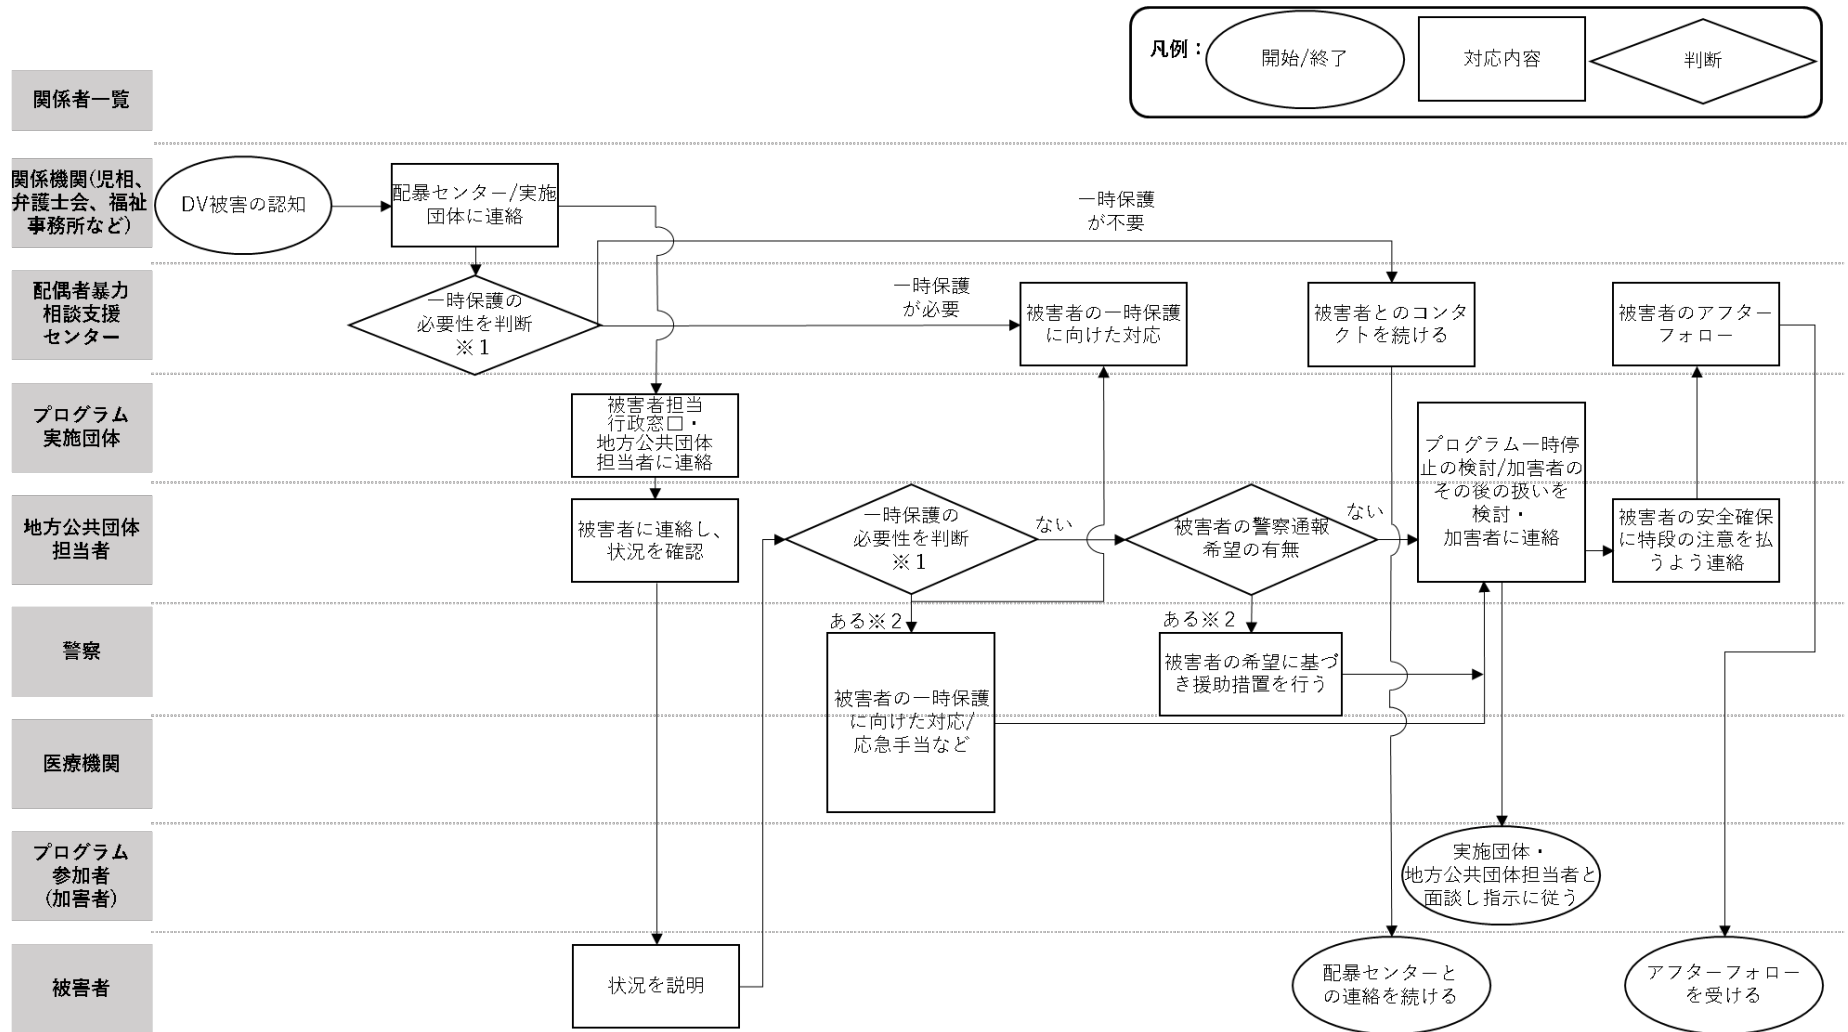 凡例：
開始/終了
対応内容
判断
関係者一覧
関係機関(児相、
弁護士会、福祉
事務所など)
DV被害の認知
配暴センター/実施
団体に連絡
一時保護
が不要
配偶者暴力
相談支援
センター
一時保護の
必要性を判断
※1
一時保護
が必要
被害者の一時保護
に向けた対応
被害者とのコンタ
クトを続ける
被害者のアフター
フォロー
プログラム
実施団体
被害者担当
行政窓口・
地方公共団体
担当者に連絡
プログラム一時停
止の検討/加害者の
その後の扱いを
検討・
加害者に連絡
地方公共団体
担当者
被害者に連絡し、
状況を確認
一時保護の
必要性を判断
※1
ない
被害者の警察通報
希望の有無
ない
被害者の安全確保
に特段の注意を払
うよう連絡
警察
ある※2
被害者の一時保護
に向けた対応/
応急手当など
ある※2
被害者の希望に基づ
き援助措置を行う
医療機関
プログラム
参加者
(加害者)
実施団体・
地方公共団体担当者と
面談し指示に従う
被害者
状況を説明
配暴センターと
の連絡を続ける
アフターフォロー
を受ける